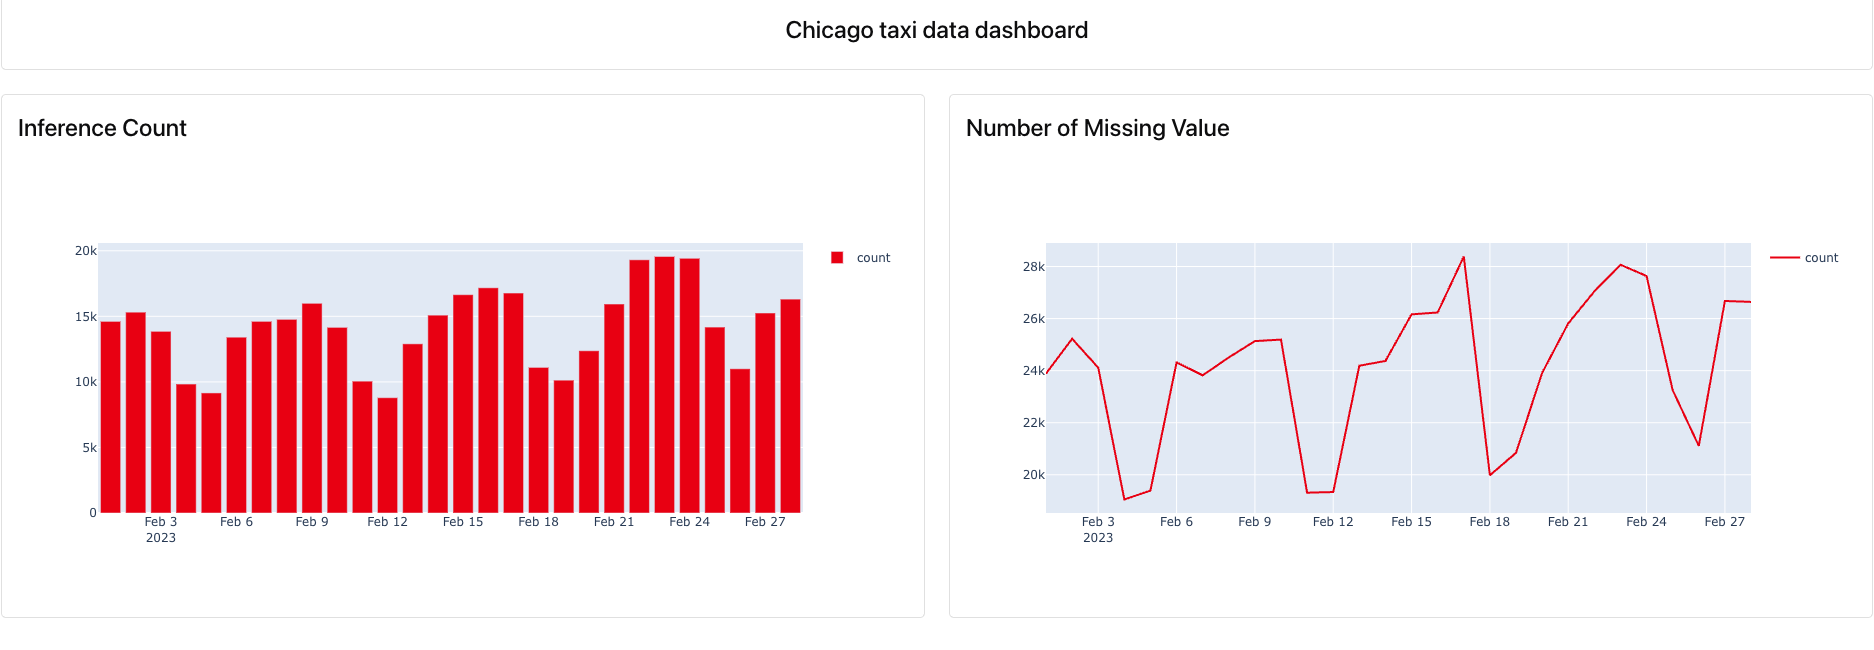 Chicago taxi data dashboard
Inference Count
20k
15k
10k
5k
0
Feb 3
2023
Feb 6
Feb 9
Feb 12
Feb 15
Feb 18
Feb 21
Feb 24
Feb 27
count
Number of Missing Value
28k
26k
24k
22k
20k
Feb 3
2023
Feb 6
Feb 9
Feb 12
Feb 15
Feb 18
Feb 21
Feb 24
Feb 27
count